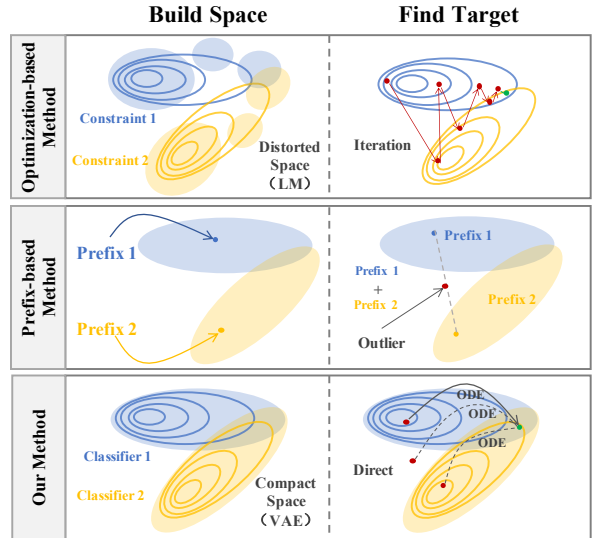 Build Space
Find Target
Optimization-based
Method
Constraint 1
Constraint 2
Distorted
Space
（LM）
Iteration
Prefix-based
Method
Prefix 1
Prefix 2
Prefix 1
Prefix 1
+
Prefix 2
Prefix 2
Outlier
Our Method
Classifier 1
Classifier 2
Compact
Space
（VAE）
ODE
ODE
ODE
Direct